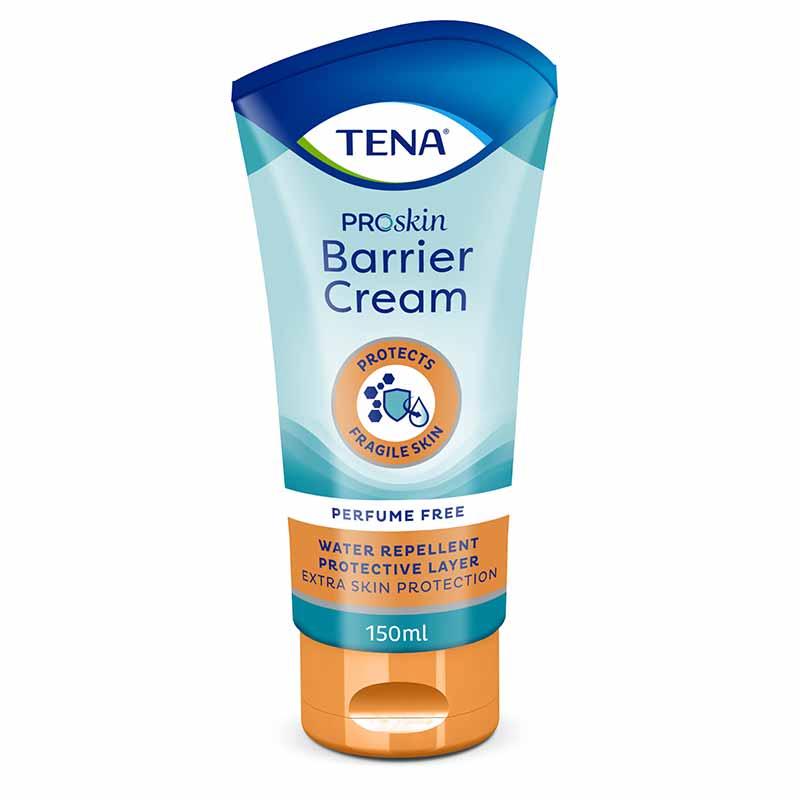 TENA®
PROskin
Barrier
Cream
PROTECTS
FRAGILE SKIN
PERFUME FREE
WATER REPELLENT
PROTECTIVE LAYER
EXTRA SKIN PROTECTION
150ml